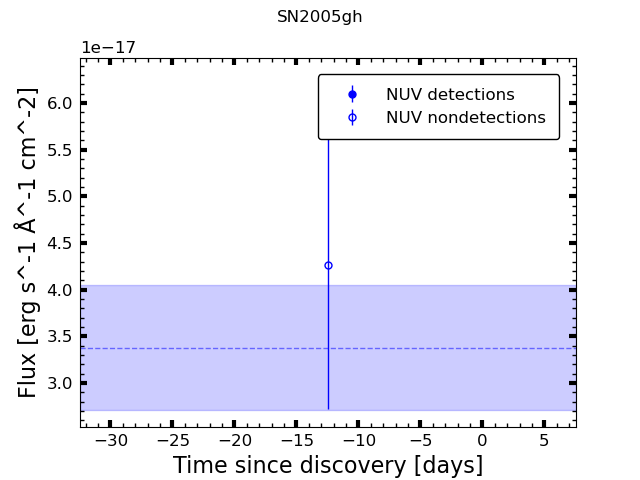 SN2005gh
1e−17
6.0
5.5
5.0
4.5
4.0
3.5
3.0
Flux [erg s^-1 Å^-1 cm^-2]
NUV detections
NUV nondetections
−30
−25
−20
−15
−10
−5
0
5
Time since discovery [days]